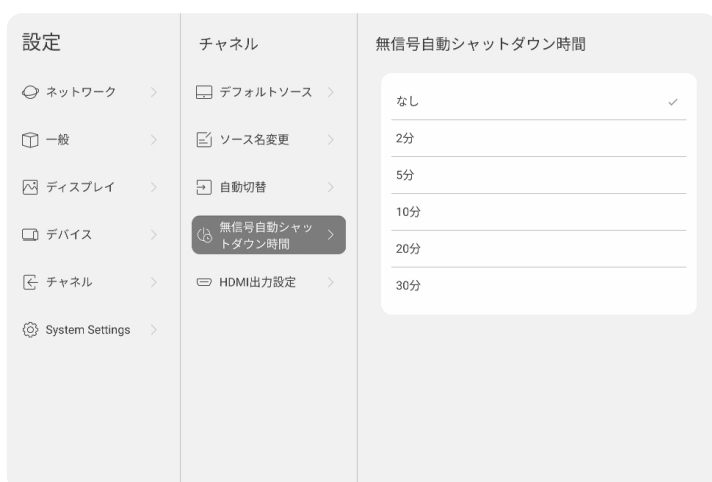 設定
ネットワーク
一般
ディスプレイ
デバイス
チャネル
System Settings
チャネル
デフォルトソース
ソース名変更
自動切替
無信号自動シャッ
トダウン時間
HDMI出力設定
無信号自動シャットダウン時間
なし
2分
5分
10分
20分
30分